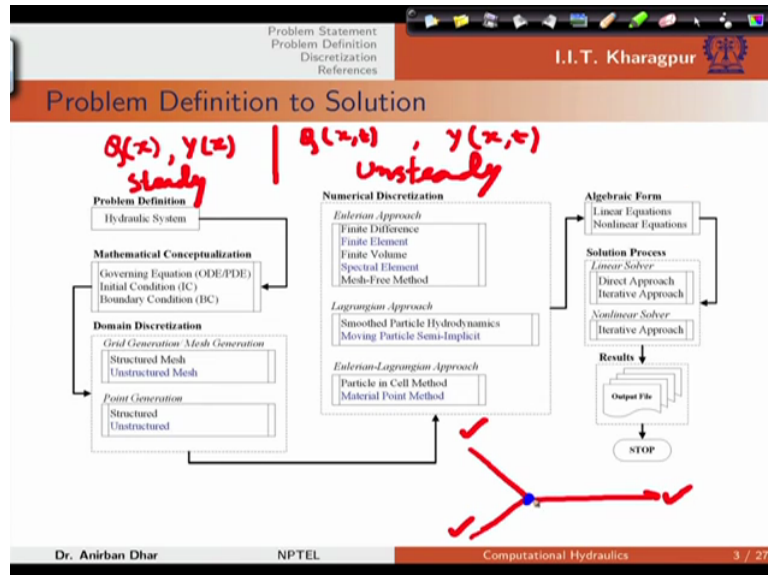 Problem Statement
Problem Definition
Discretization
References
I.I.T. Kharagpur
Problem Definition to Solution
Q(x), Y(x) | Q(x,t) , Y(x,t)
Steady Unsteady
Problem Definition
Hydraulic System
Mathematical Conceptualization
Governing Equation (ODE/PDE)
Initial Condition (IC)
Boundary Condition (BC)
Domain Discretization
Grid Generation/ Mesh Generation
Structured Mesh
Unstructured Mesh
Point Generation
Structured
Unstructured
Numerical Discretization
Eulerian Approach
Finite Difference
Finite Element
Finite Volume
Spectral Element
Mesh-Free Method
Lagrangian Approach
Smoothed Particle Hydrodynamics
Moving Particle Semi-Implicit
Eulerian-Lagrangian Approach
Particle in Cell Method
Material Point Method
Algebraic Form
Linear Equations
Nonlinear Equations
Solution Process
Linear Solver
Direct Approach
Iterative Approach
Nonlinear Solver
Iterative Approach
Results
Output File
STOP
Dr. Anirban Dhar NPTEL Computational Hydraulics 3 / 27